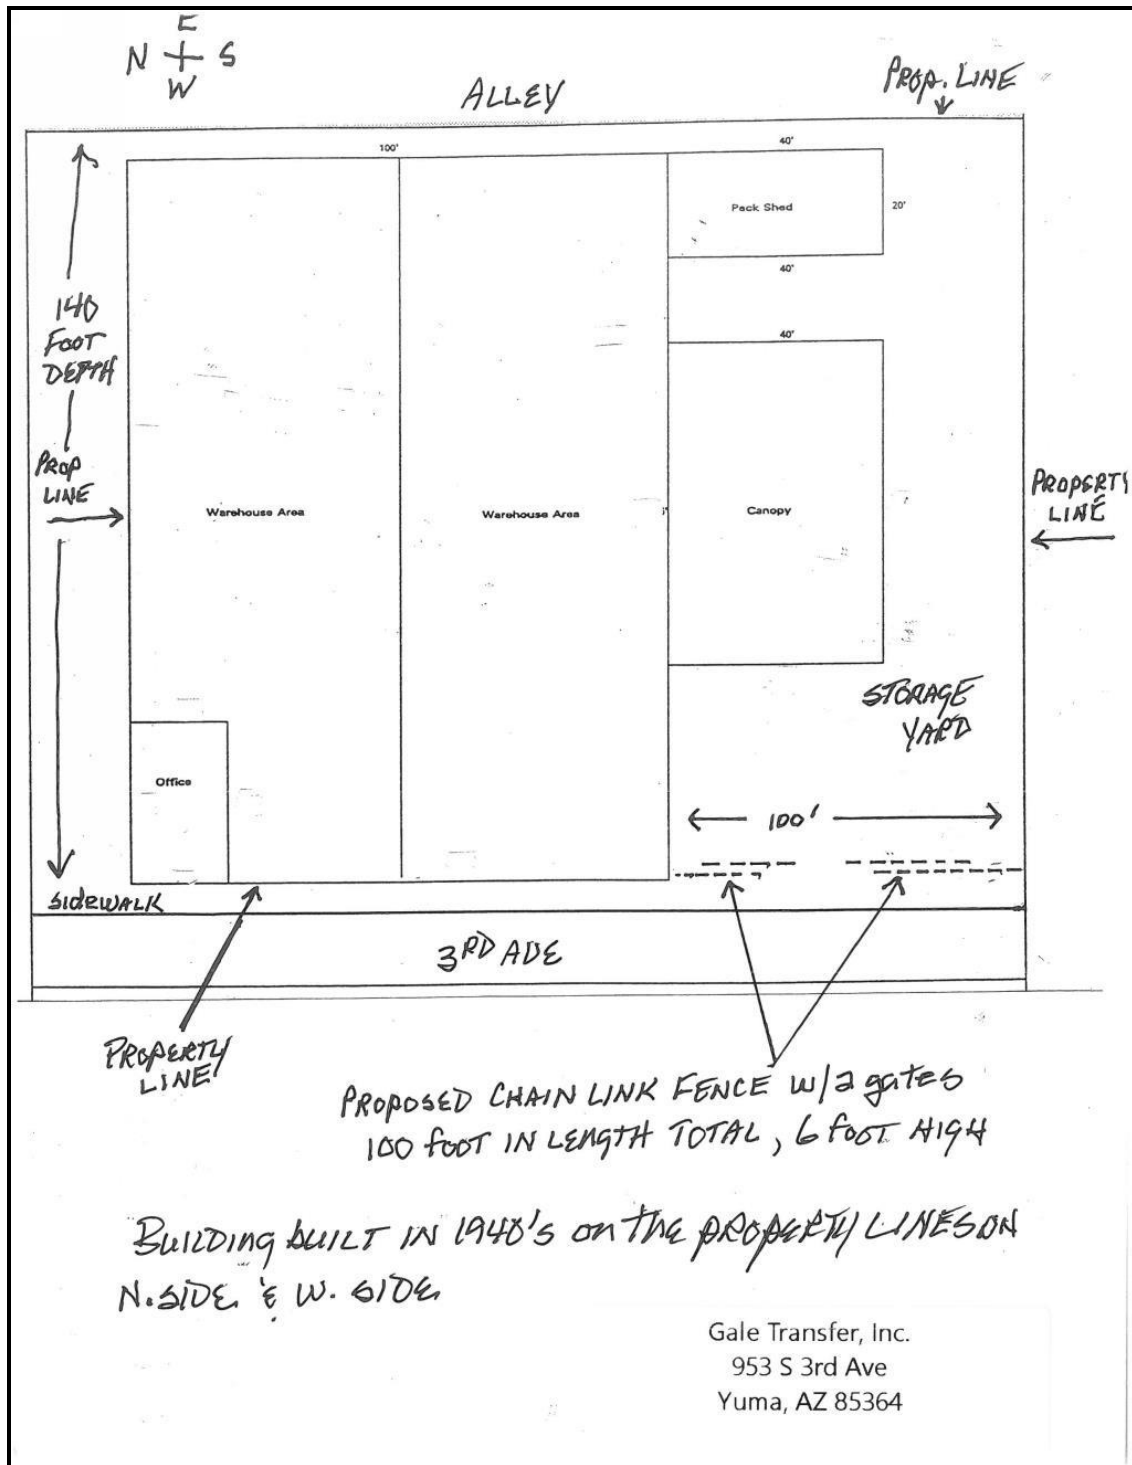 E
N S
W
ALLEY
PROP. LINE
100'
40'
Pack Shed
20'
40'
40'
140
FOOT
DEPTH
PROP
LINE
Warehouse Area
Warehouse Area
Canopy
PROPERTY
LINE
STORAGE
YARD
Office
100'
SIDEWALK
3RD AVE
PROPERTY
LINE
PROPOSED CHAIN LINK FENCE W/2 gates
100 FOOT IN LENGTH TOTAL, 6 FOOT HIGH
BUILDING BUILT IN 1940'S on THE PROPERTY LINES ON
N. SIDE & W. SIDE
Gale Transfer, Inc.
953 S 3rd Ave
Yuma, AZ 85364